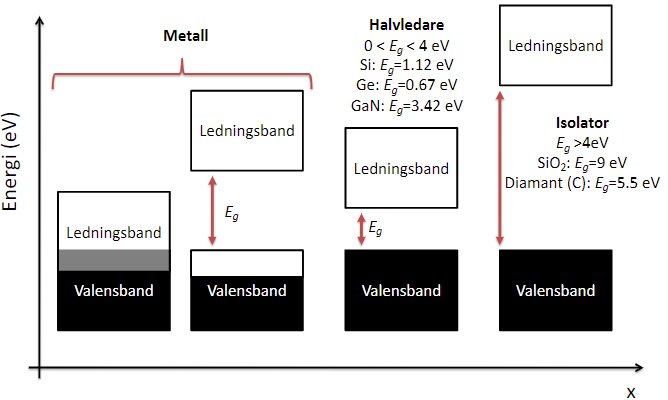 Energi (eV)
Metall
Ledningsband
Valensband
Ledningsband
E_g
Valensband
Halvledare
0 < E_g < 4 eV
Si: E_g=1.12 eV
Ge: E_g=0.67 eV
GaN: E_g=3.42 eV
Ledningsband
E_g
Valensband
Ledningsband
Isolator
E_g >4eV
SiO₂: E_g=9 eV
Diamant (C): E_g=5.5 eV
Valensband
x